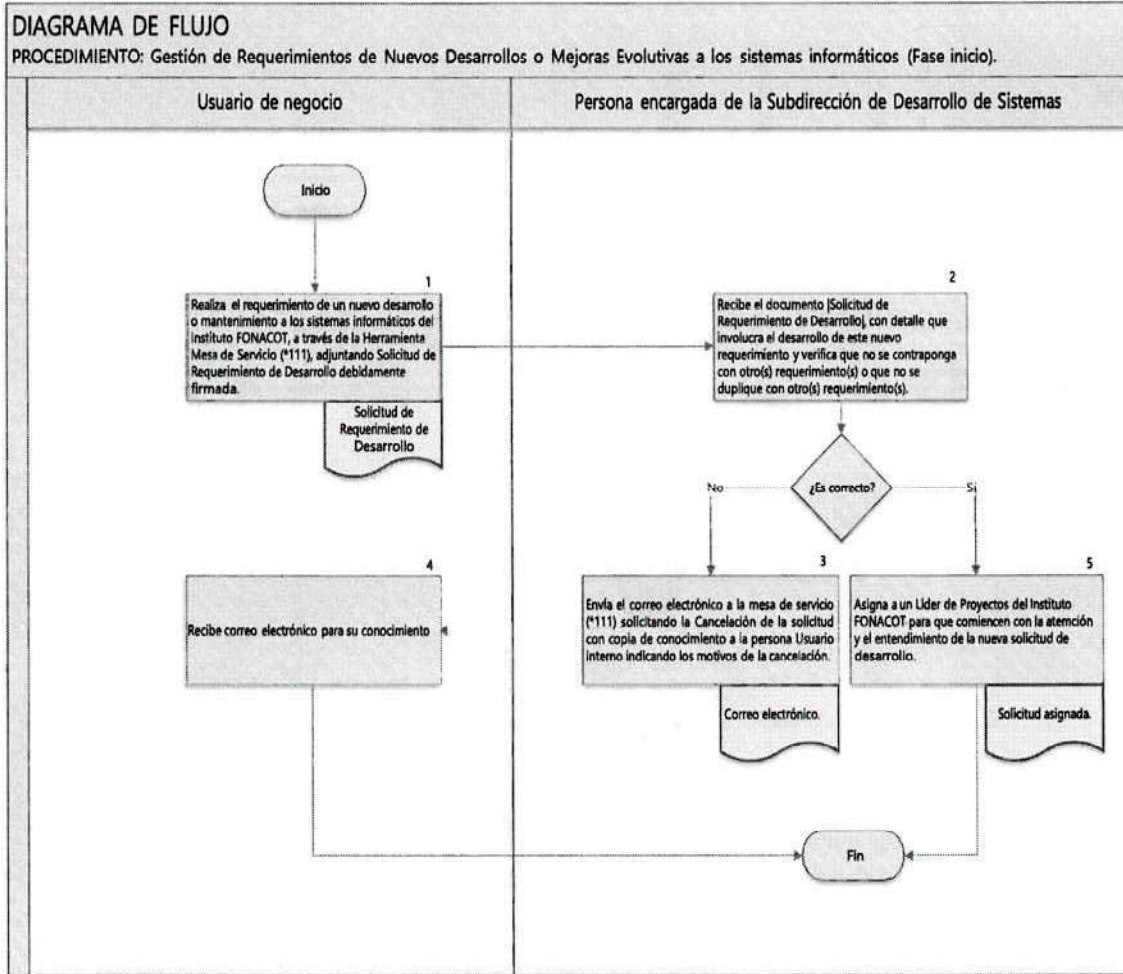 DIAGRAMA DE FLUJO
PROCEDIMIENTO: Gestión de Requerimientos de Nuevos Desarrollos o Mejoras Evolutivas a los sistemas informáticos (Fase inicio).
Usuario de negocio
Persona encargada de la Subdirección de Desarrollo de Sistemas
Inicio
1
Realiza el requerimiento de un nuevo desarrollo
o mantenimiento a los sistemas informáticos del
Instituto FONACOT, a través de la Herramienta
Mesa de Servicio (*111), adjuntando Solicitud de
Requerimiento de Desarrollo debidamente
firmada.
Solicitud de
Requerimiento de
Desarrollo
2
Recibe el documento |Solicitud de
Requerimiento de Desarrollo|, con detalle que
involucra el desarrollo de este nuevo
requerimiento y verifica que no se contraponga
con otro(s) requerimiento(s) o que no se
duplique con otro(s) requerimiento(s).
¿Es correcto?
No
Si
3
Envía el correo electrónico a la mesa de servicio
(*111) solicitando la Cancelación de la solicitud
con copia de conocimiento a la persona Usuario
interno indicando los motivos de la cancelación.
Correo electrónico.
4
Recibe correo electrónico para su conocimiento
5
Asigna a un Líder de Proyectos del Instituto
FONACOT para que comiencen con la atención
y el entendimiento de la nueva solicitud de
desarrollo.
Solicitud asignada.
Fin